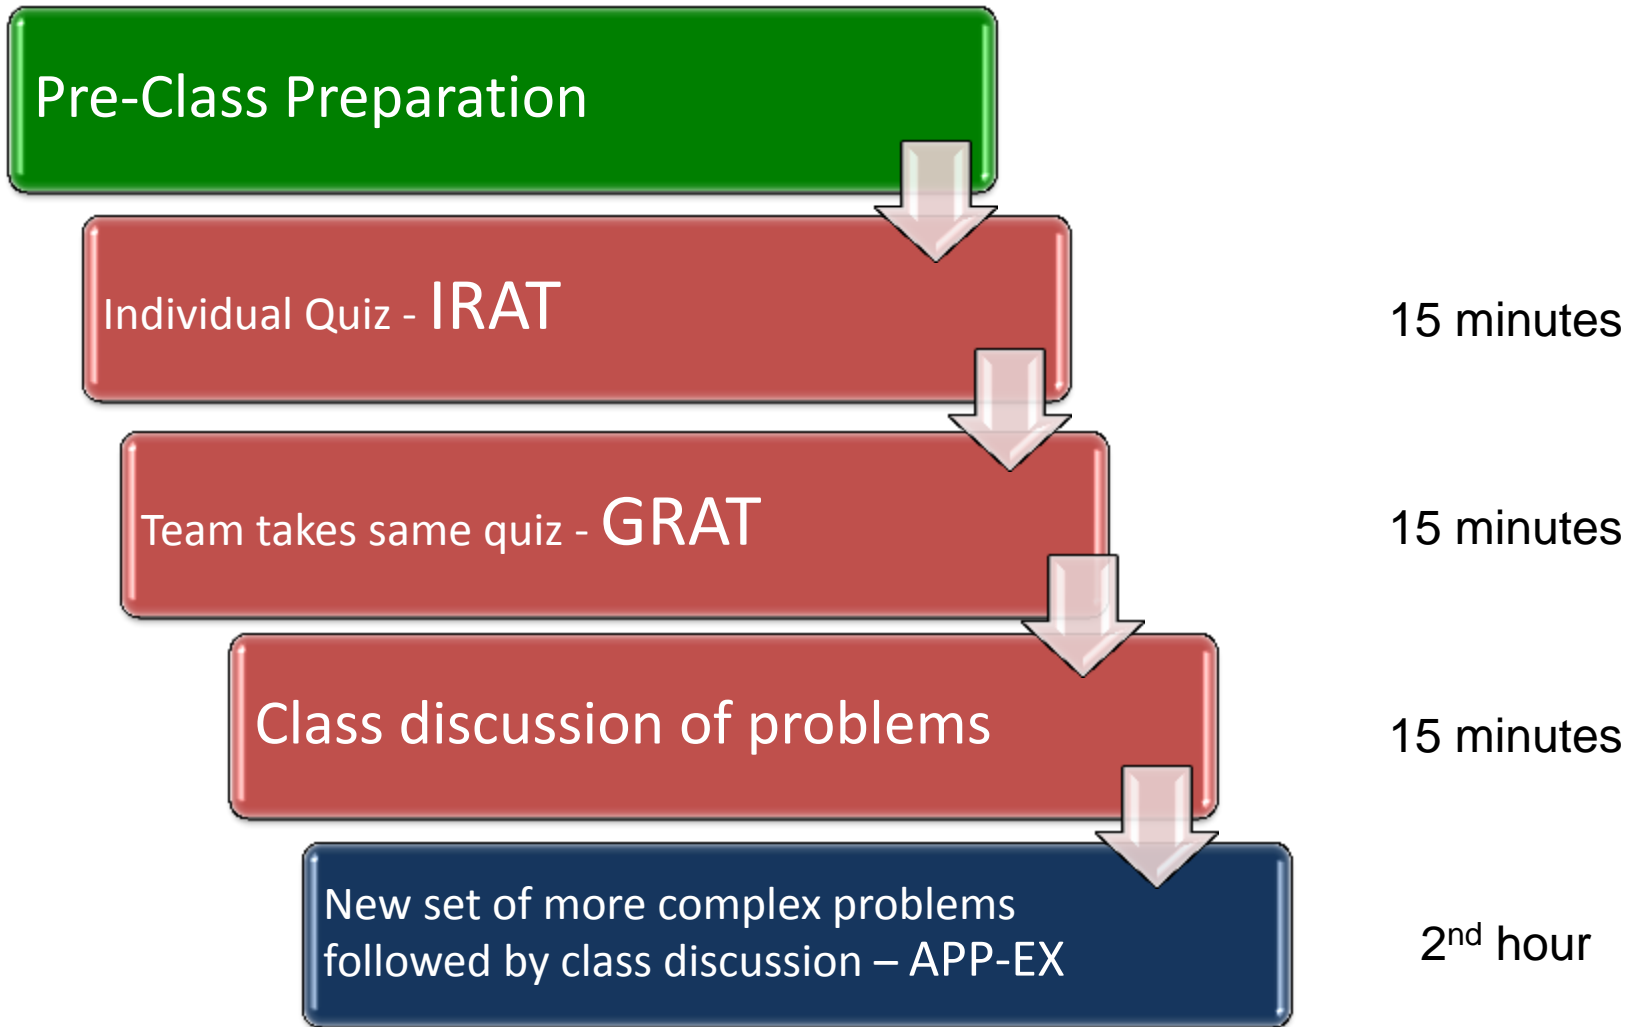 Pre-Class Preparation
Individual Quiz - IRAT
15 minutes
Team takes same quiz - GRAT
15 minutes
Class discussion of problems
15 minutes
New set of more complex problems
followed by class discussion – APP-EX
2nd hour